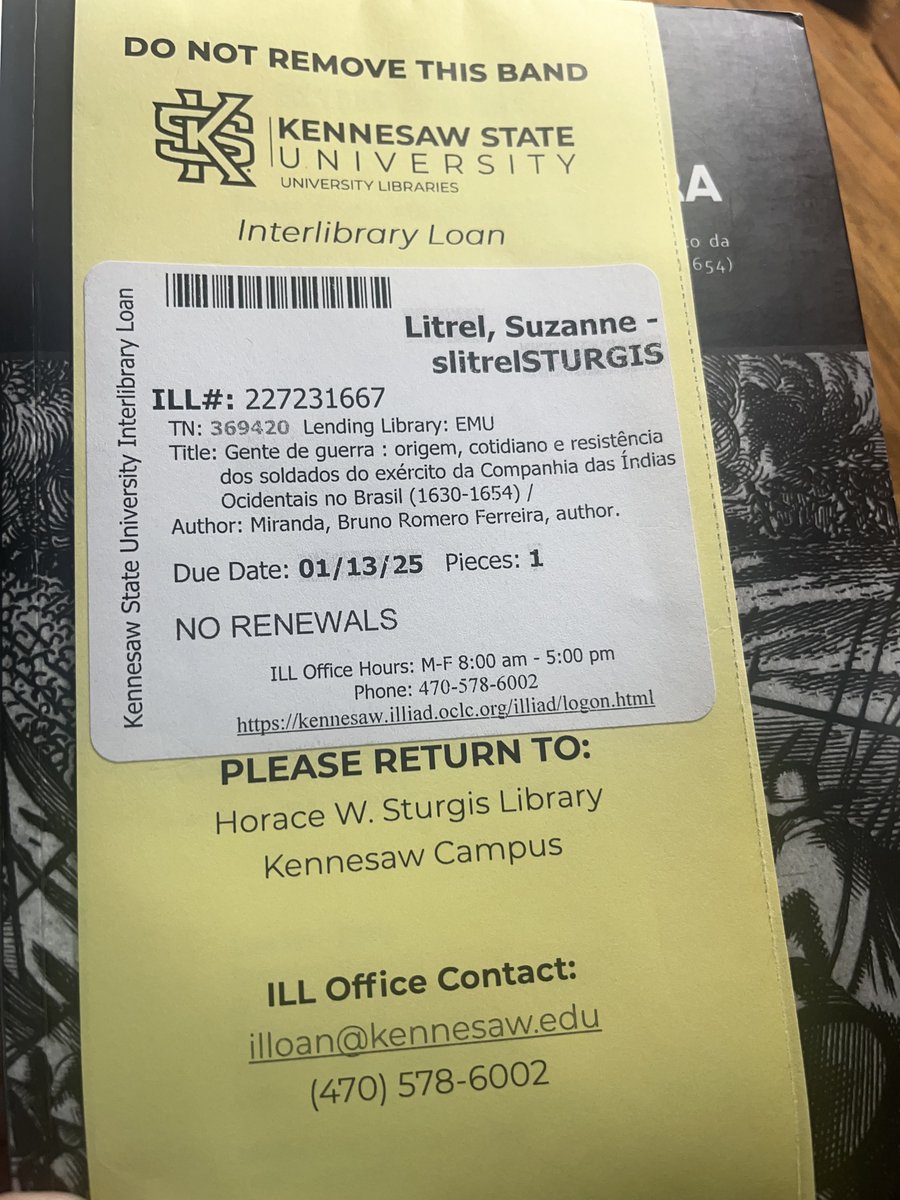 DO NOT REMOVE THIS BAND
KENNESAW STATE
UNIVERSITY
UNIVERSITY LIBRARIES
Interlibrary Loan
Kennesaw State University Interlibrary Loan
Litrel, Suzanne -
slitrelSTURGIS
ILL#: 227231667
TN: 369420 Lending Library: EMU
Title: Gente de guerra : origem, cotidiano e resistência
dos soldados do exército da Companhia das Índias
Ocidentais no Brasil (1630-1654) /
Author: Miranda, Bruno Romero Ferreira, author.
Due Date: 01/13/25 Pieces: 1
NO RENEWALS
ILL Office Hours: M-F 8:00 am - 5:00 pm
Phone: 470-578-6002
https://kennesaw.illiad.oclc.org/illiad/logon.html
PLEASE RETURN TO:
Horace W. Sturgis Library
Kennesaw Campus
ILL Office Contact:
illoan@kennesaw.edu
(470) 578-6002
RA
to da
654)